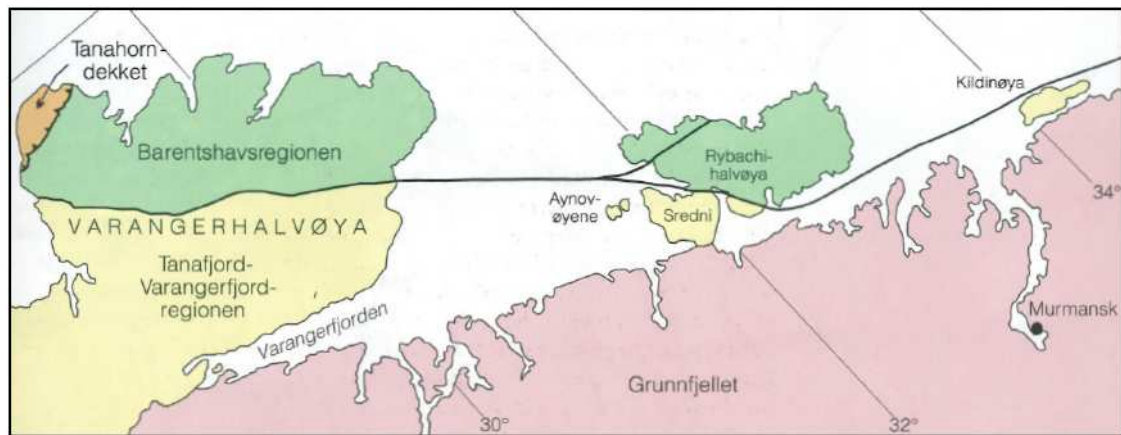 Tanahorn-
dekket
Barentshavsregionen
VARANGERHALVØYA
Tanafjord-
Varangerfjord-
regionen
Varangerfjorden
Aynov-
øyene
Sredni
Rybachi-
halvøya
Kildinøya
34°
Murmansk
Grunnfjellet
30°
32°